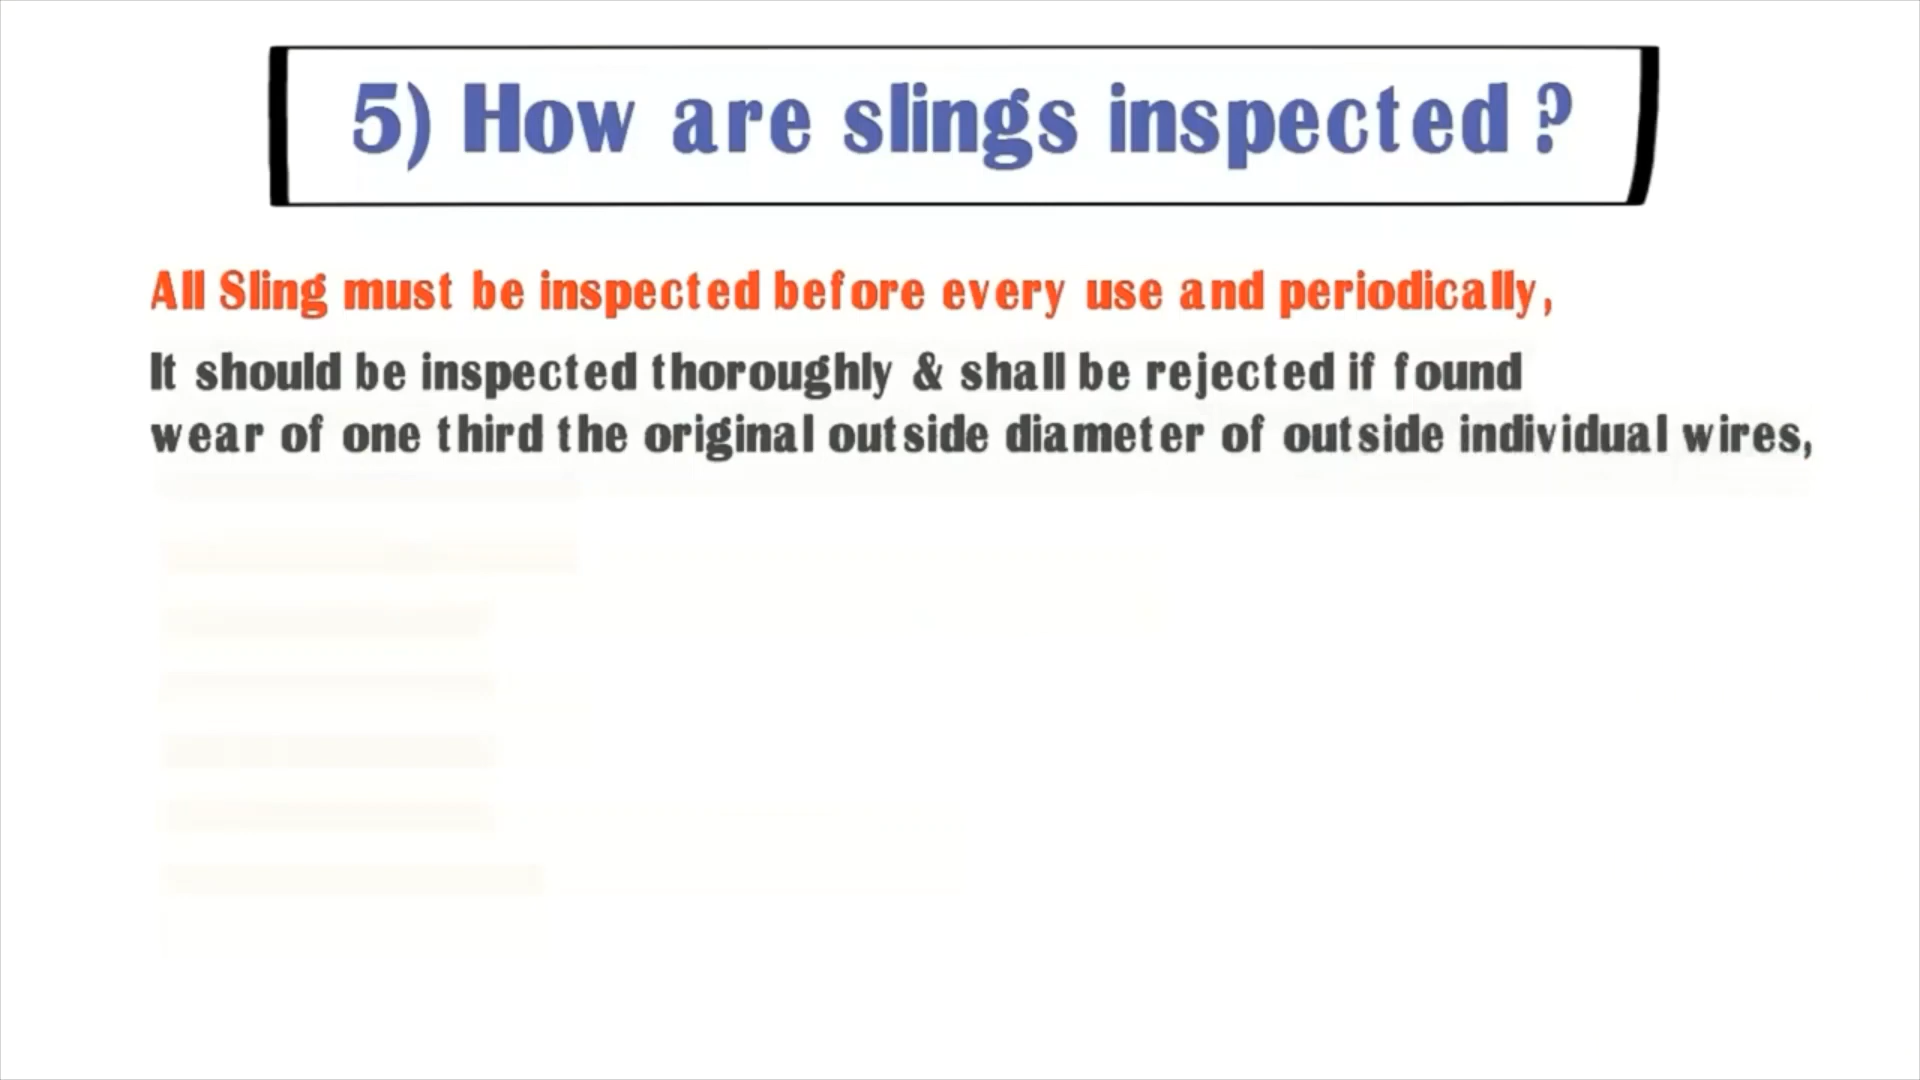 5) How are slings inspected ?
All Sling must be inspected before every use and periodically,
It should be inspected thoroughly & shall be rejected if found
wear of one third the original outside diameter of outside individual wires,